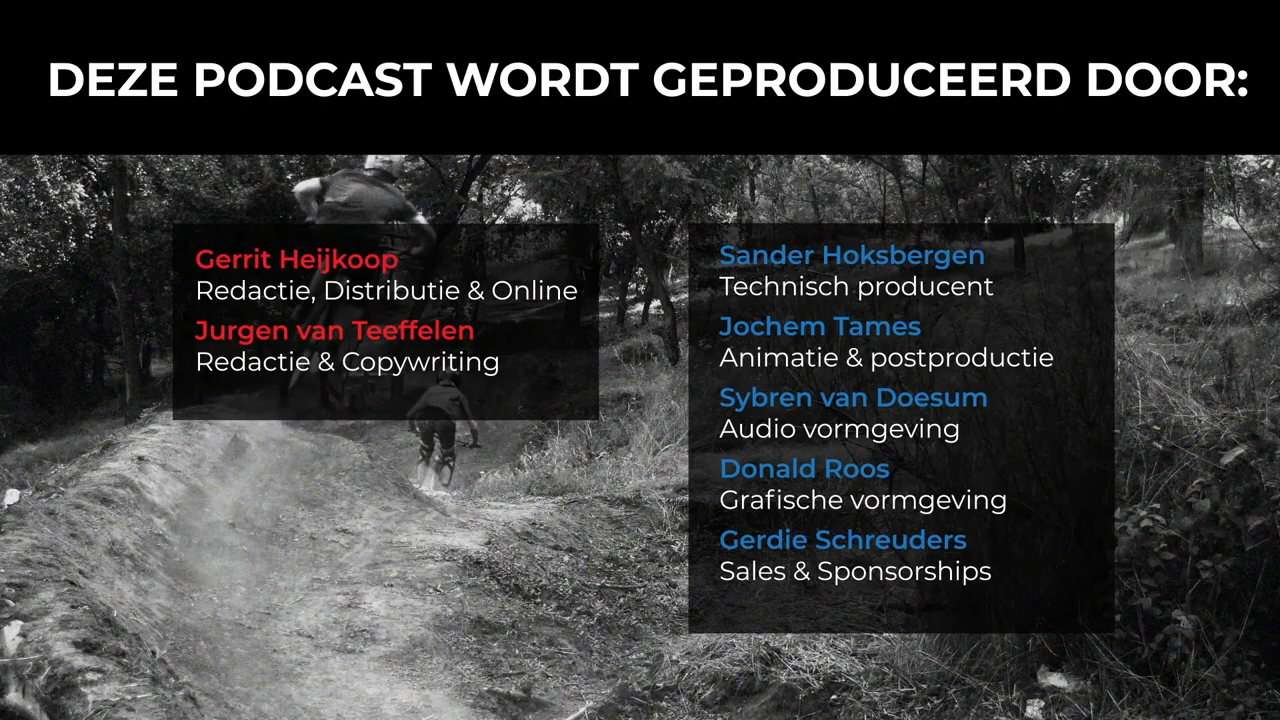 DEZE PODCAST WORDT GEPRODUCEERD DOOR:
Gerrit Heijkoop
Redactie, Distributie & Online
Jurgen van Teeffelen
Redactie & Copywriting
Sander Hoksbergen
Technisch producent
Jochem Tames
Animatie & postproductie
Sybren van Doesum
Audio vormgeving
Donald Roos
Grafische vormgeving
Gerdie Schreuders
Sales & Sponsorships